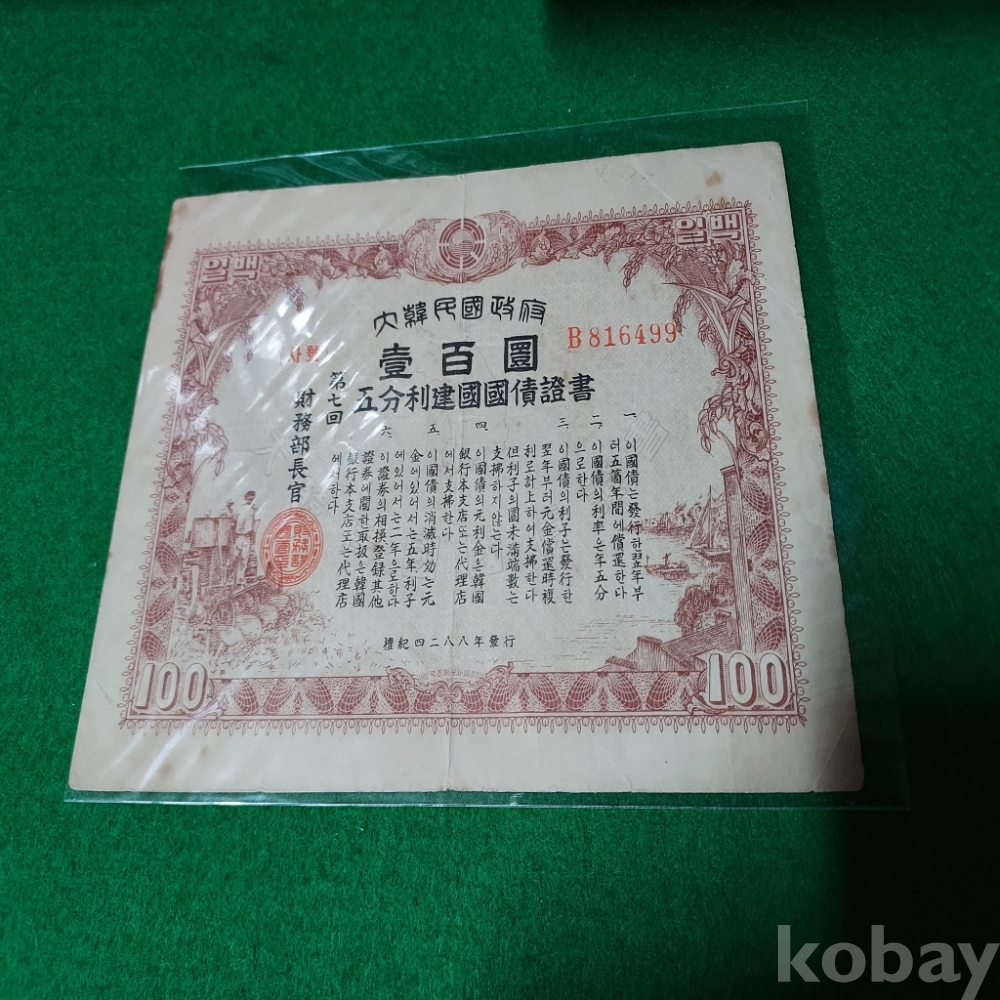 일백
일백
大韓民國政府
B816499
壹百圜
五分利建國國債證書
第七回
財務部長官
一、이國債는發行한翌年부
터五箇年間에償還한다
二、이國債의利率은年五分
으로한다
三、이國債의利子는發行한
翌年부터元金償還時複
利로計上하여支拂한다
但利子의圜未滿端數는
支拂하지않는다
四、이國債의元利金은韓國
銀行本支店또는代理店
에서支拂한다
五、이國債의消滅時効는元
金에있어서는五年利子
에있어서는二年으로한다
六、이證券의相換登錄其他
證券에關한取扱은韓國
銀行本支店또는代理店
에서한다
檀紀四二八八年發行
100
100
kobay